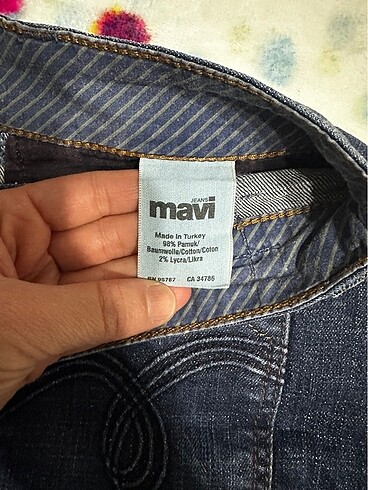 JEANS
mavi
Made in Turkey
98% Pamuk/
Baumwolle/Cotton/Coton
2% Lycra/Likra
RN 95787 CA 34786